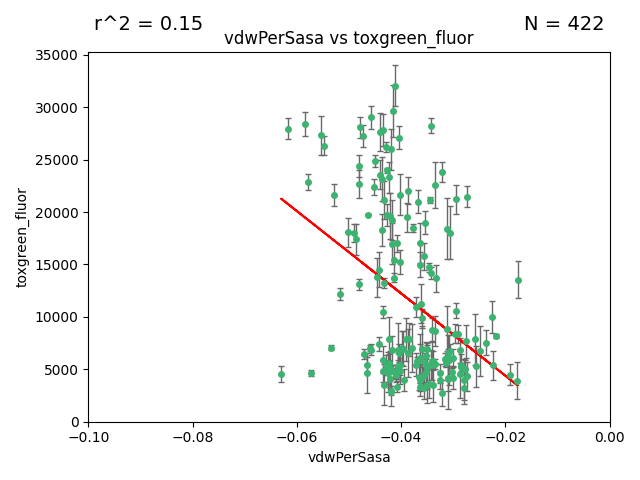 r^2 = 0.15
N = 422
vdwPerSasa vs toxgreen_fluor
35000
30000
25000
20000
15000
10000
5000
0
toxgreen_fluor
−0.10
−0.08
−0.06
−0.04
−0.02
0.00
vdwPerSasa